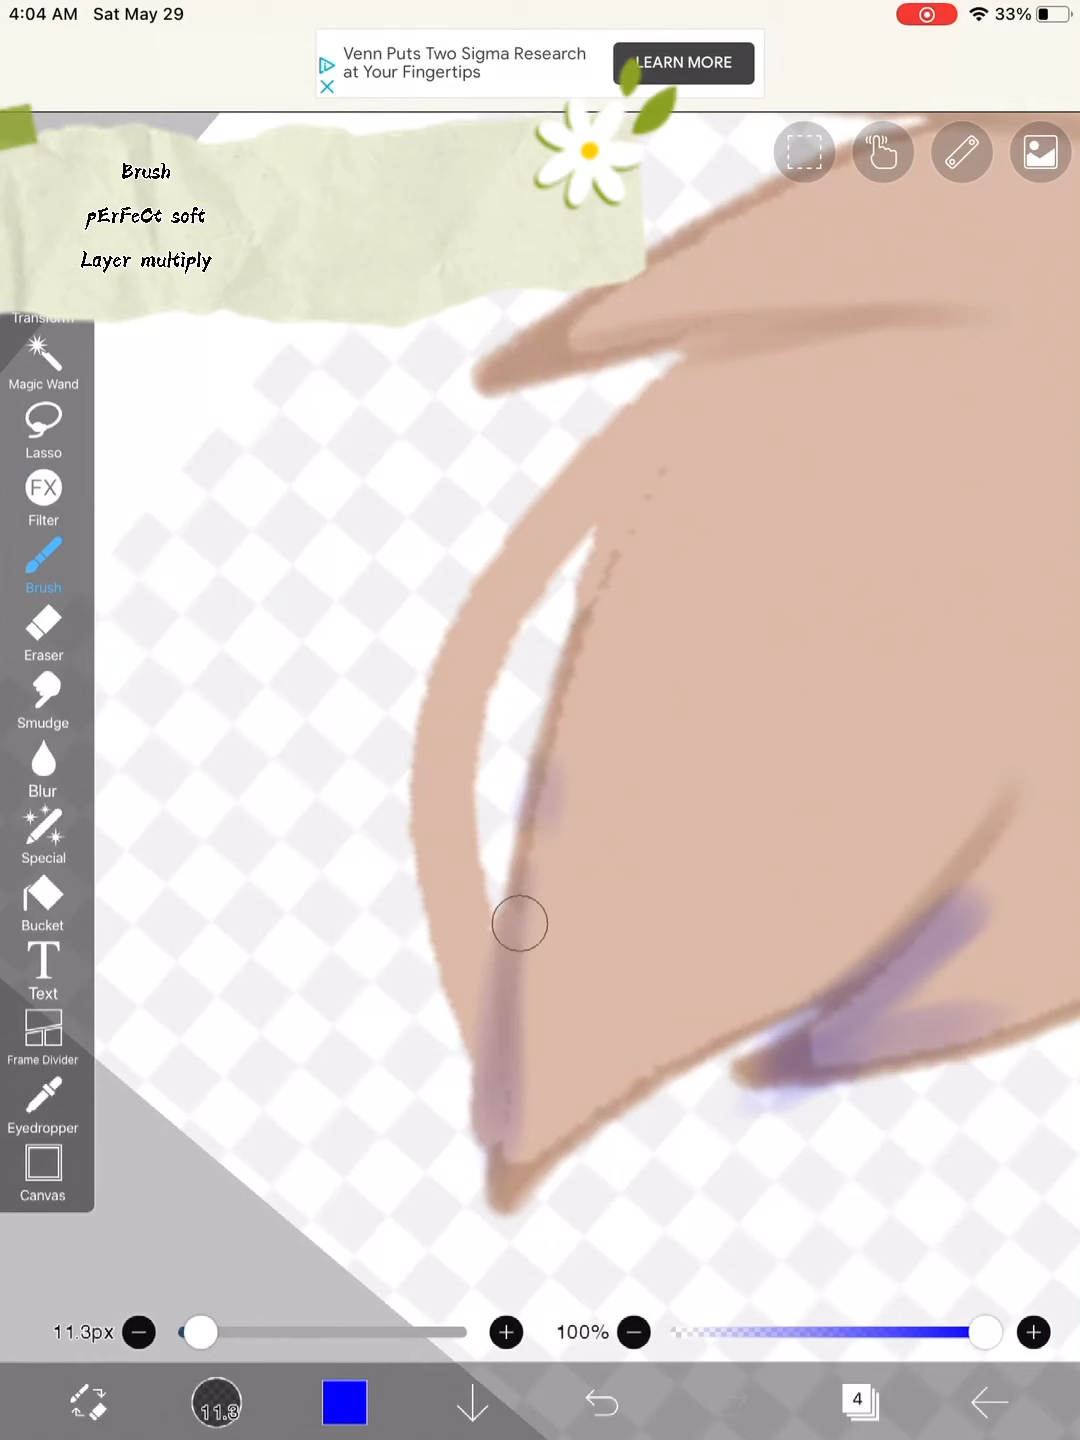 4:04 AM Sat May 29
33%
Venn Puts Two Sigma Research
at Your Fingertips
LEARN MORE
Brush
pErFeCt soft
Layer multiply
Transform
Magic Wand
Lasso
FX
Filter
Brush
Eraser
Smudge
Blur
Special
Bucket
T
Text
Frame Divider
Eyedropper
Canvas
11.3px
100%
11.3
4